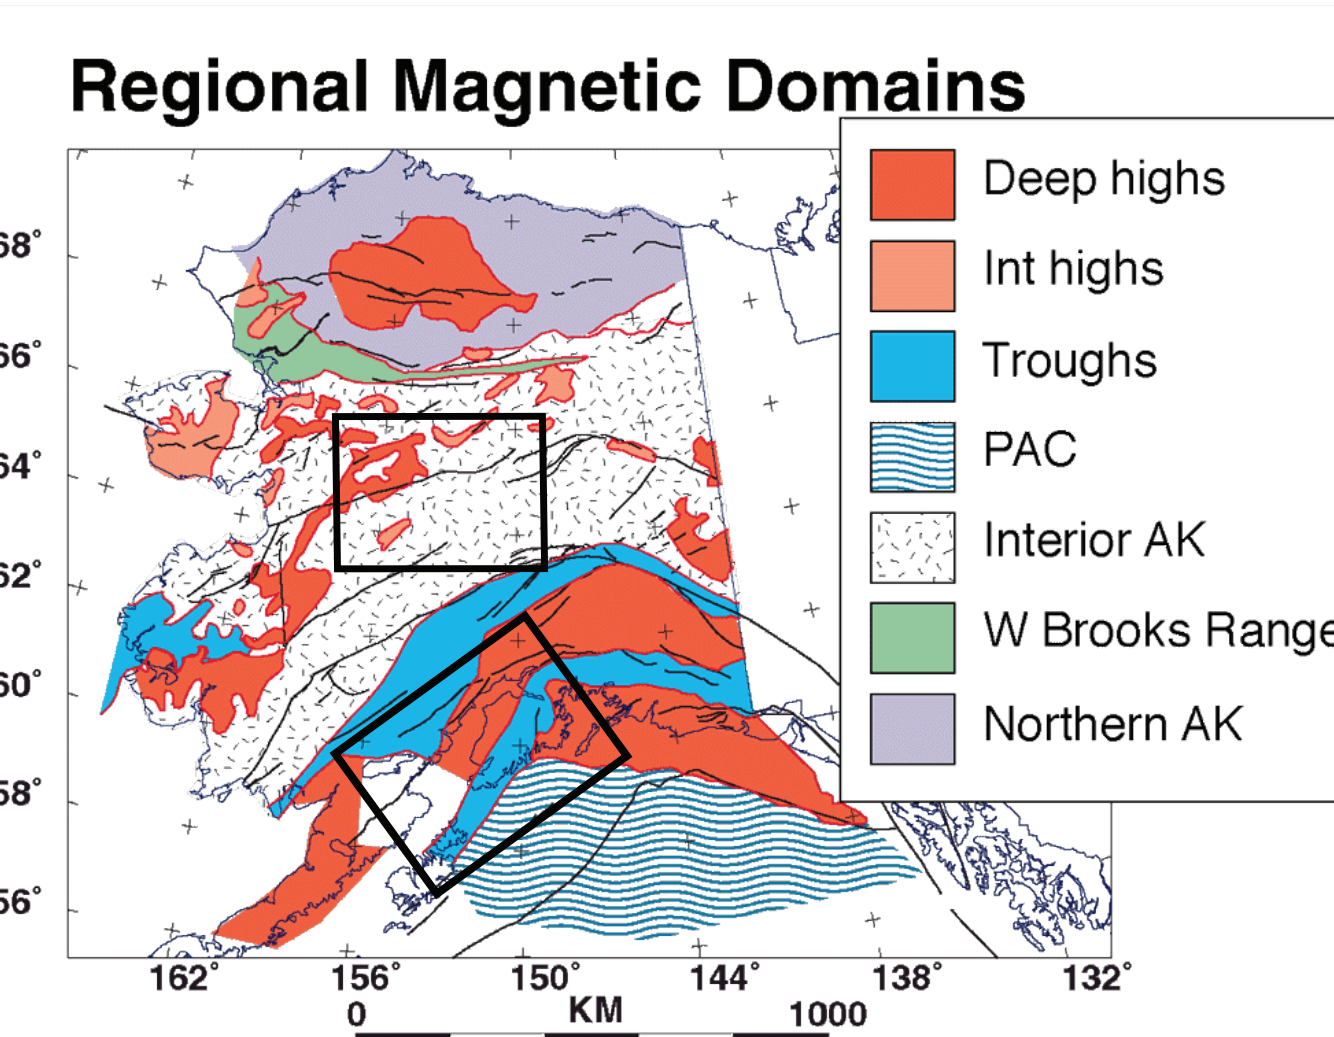 Regional Magnetic Domains
Deep highs
Int highs
Troughs
PAC
Interior AK
W Brooks Range
Northern AK
68°
66°
64°
62°
60°
58°
56°
162° 156° 150° 144° 138° 132°
0 KM 1000